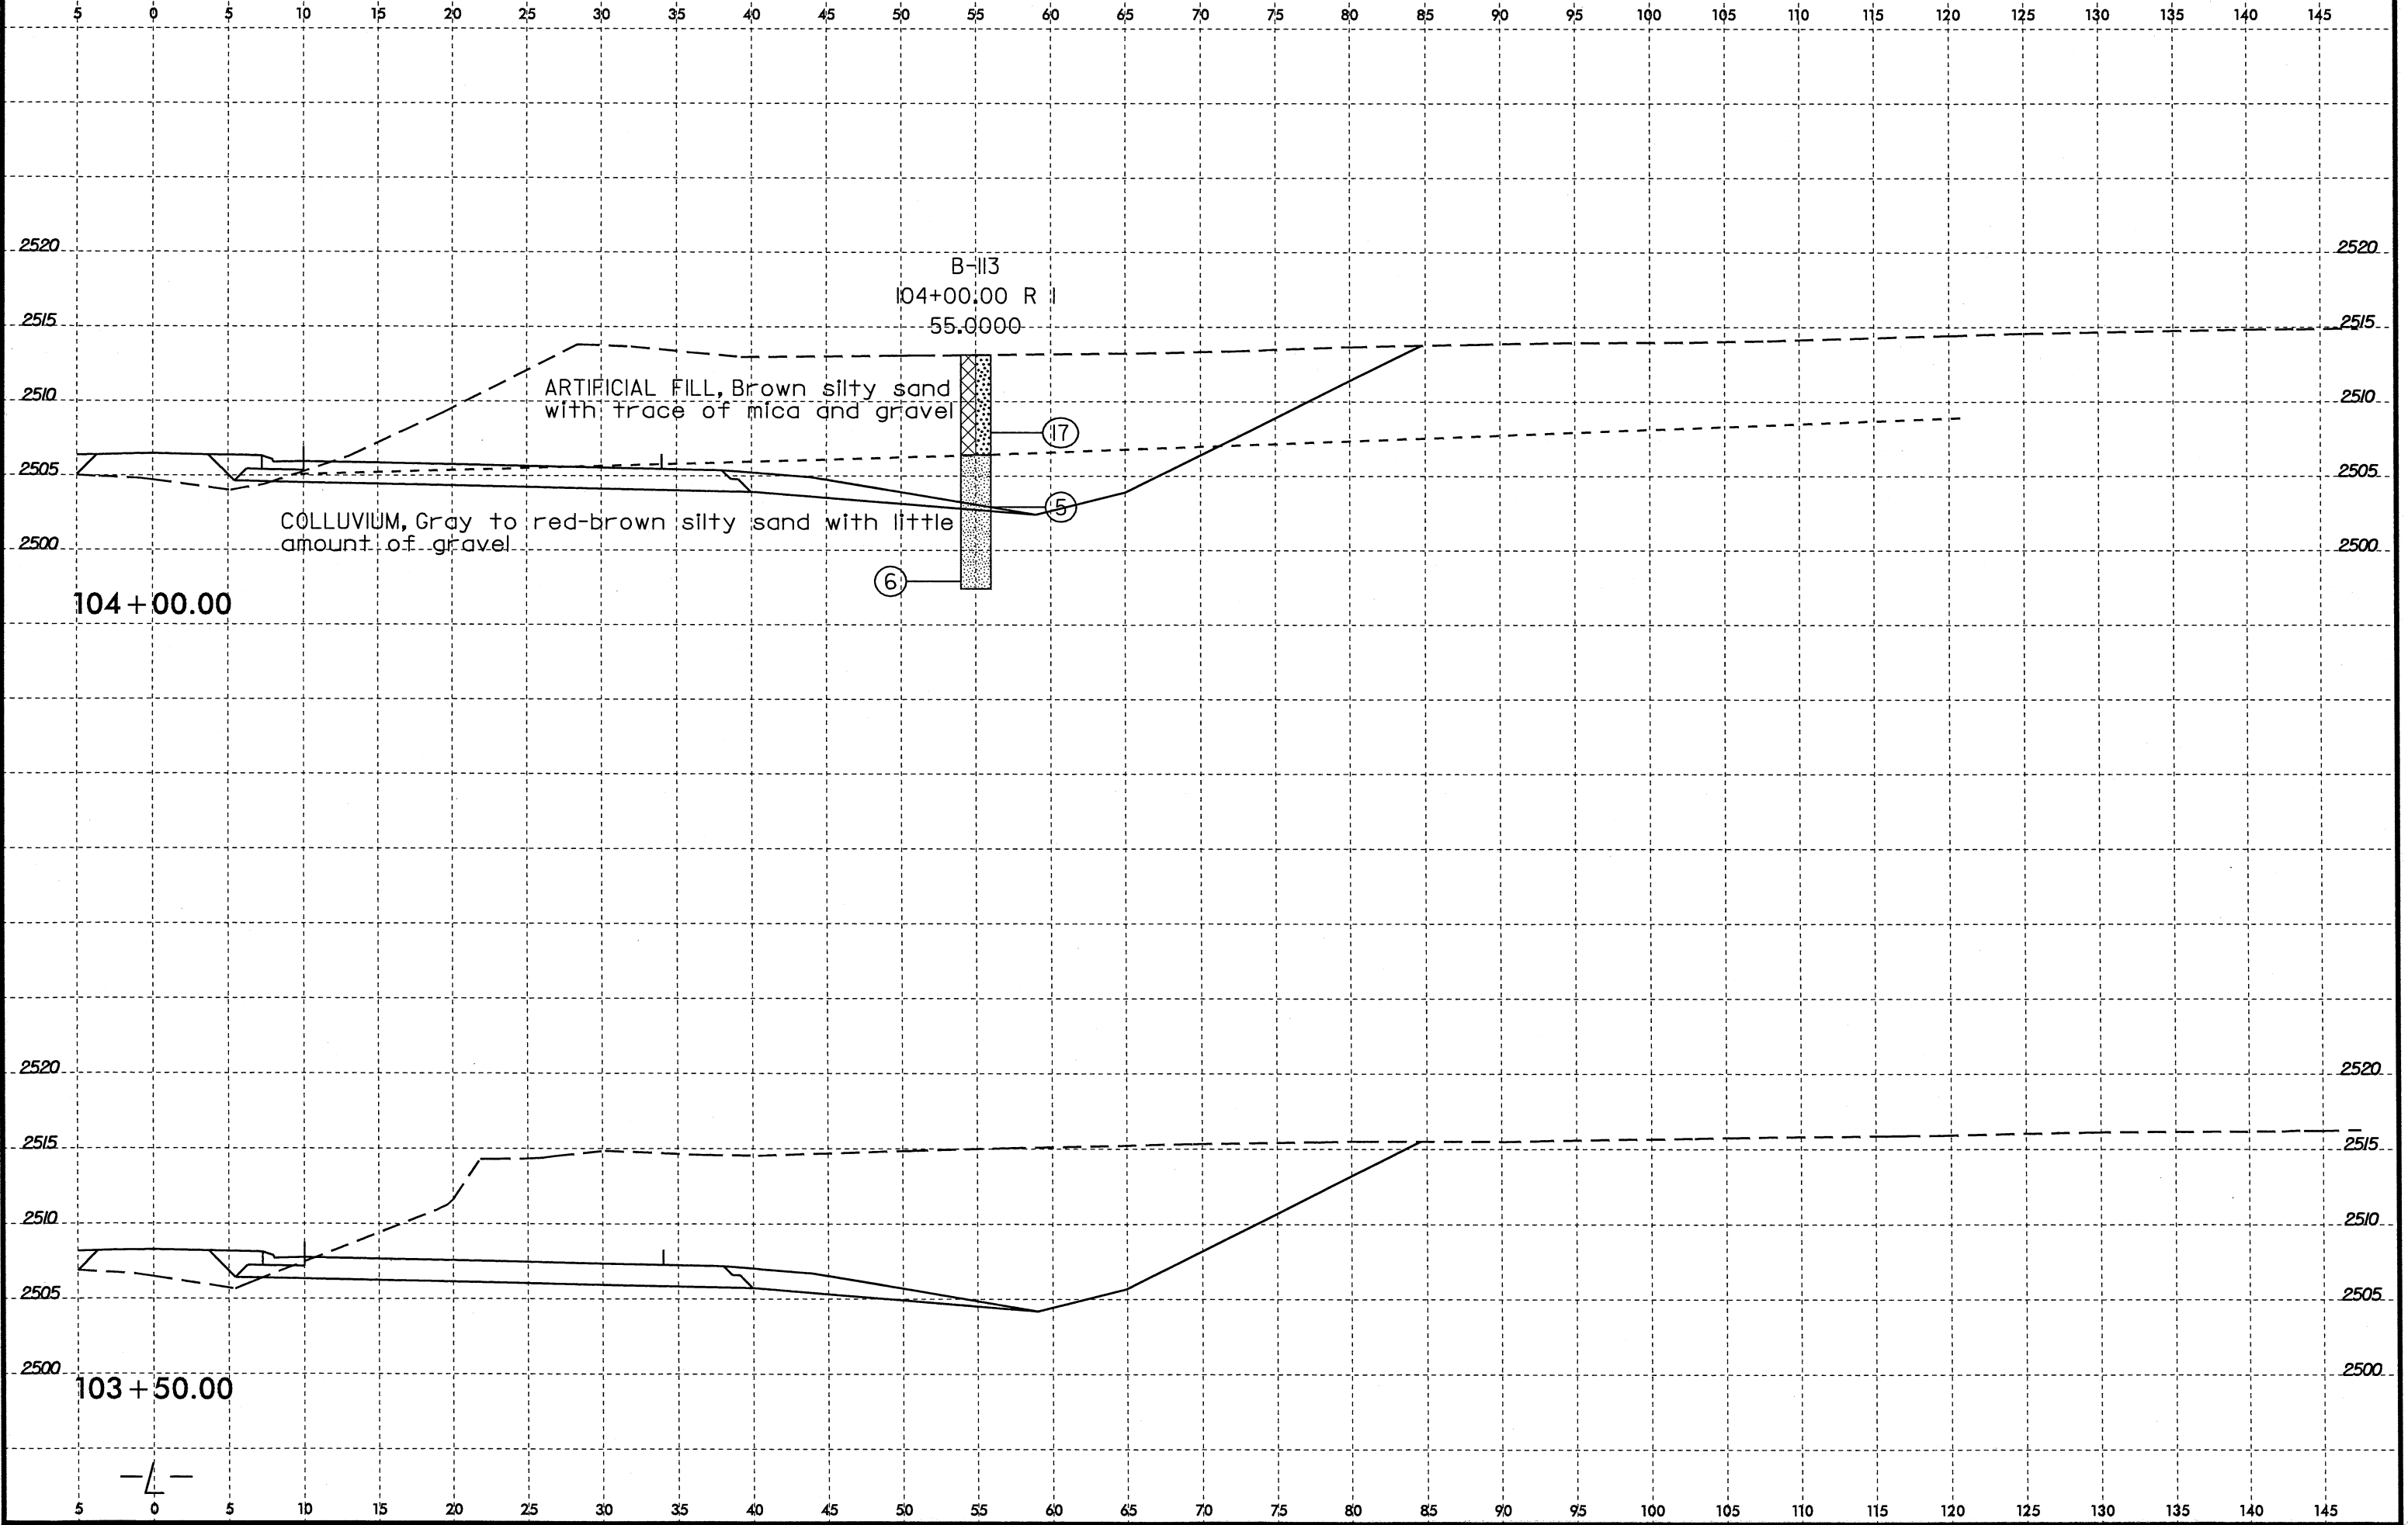 5 0 5 10 15 20 25 30 35 40 45 50 55 60 65 70 75 80 85 90 95 100 105 110 115 120 125 130 135 140 145
2520 2520
B-113
104+00.00 R 1
2515 55.0000 2515
ARTIFICIAL FILL, Brown silty sand
2510 with trace of mica and gravel 2510
17
2505 2505
5
COLLUVIUM, Gray to red-brown silty sand with little
2500 amount of gravel 2500
6
104+00.00
2520 2520
2515 2515
2510 2510
2505 2505
2500 2500
103+50.00
-L-
5 0 5 10 15 20 25 30 35 40 45 50 55 60 65 70 75 80 85 90 95 100 105 110 115 120 125 130 135 140 145